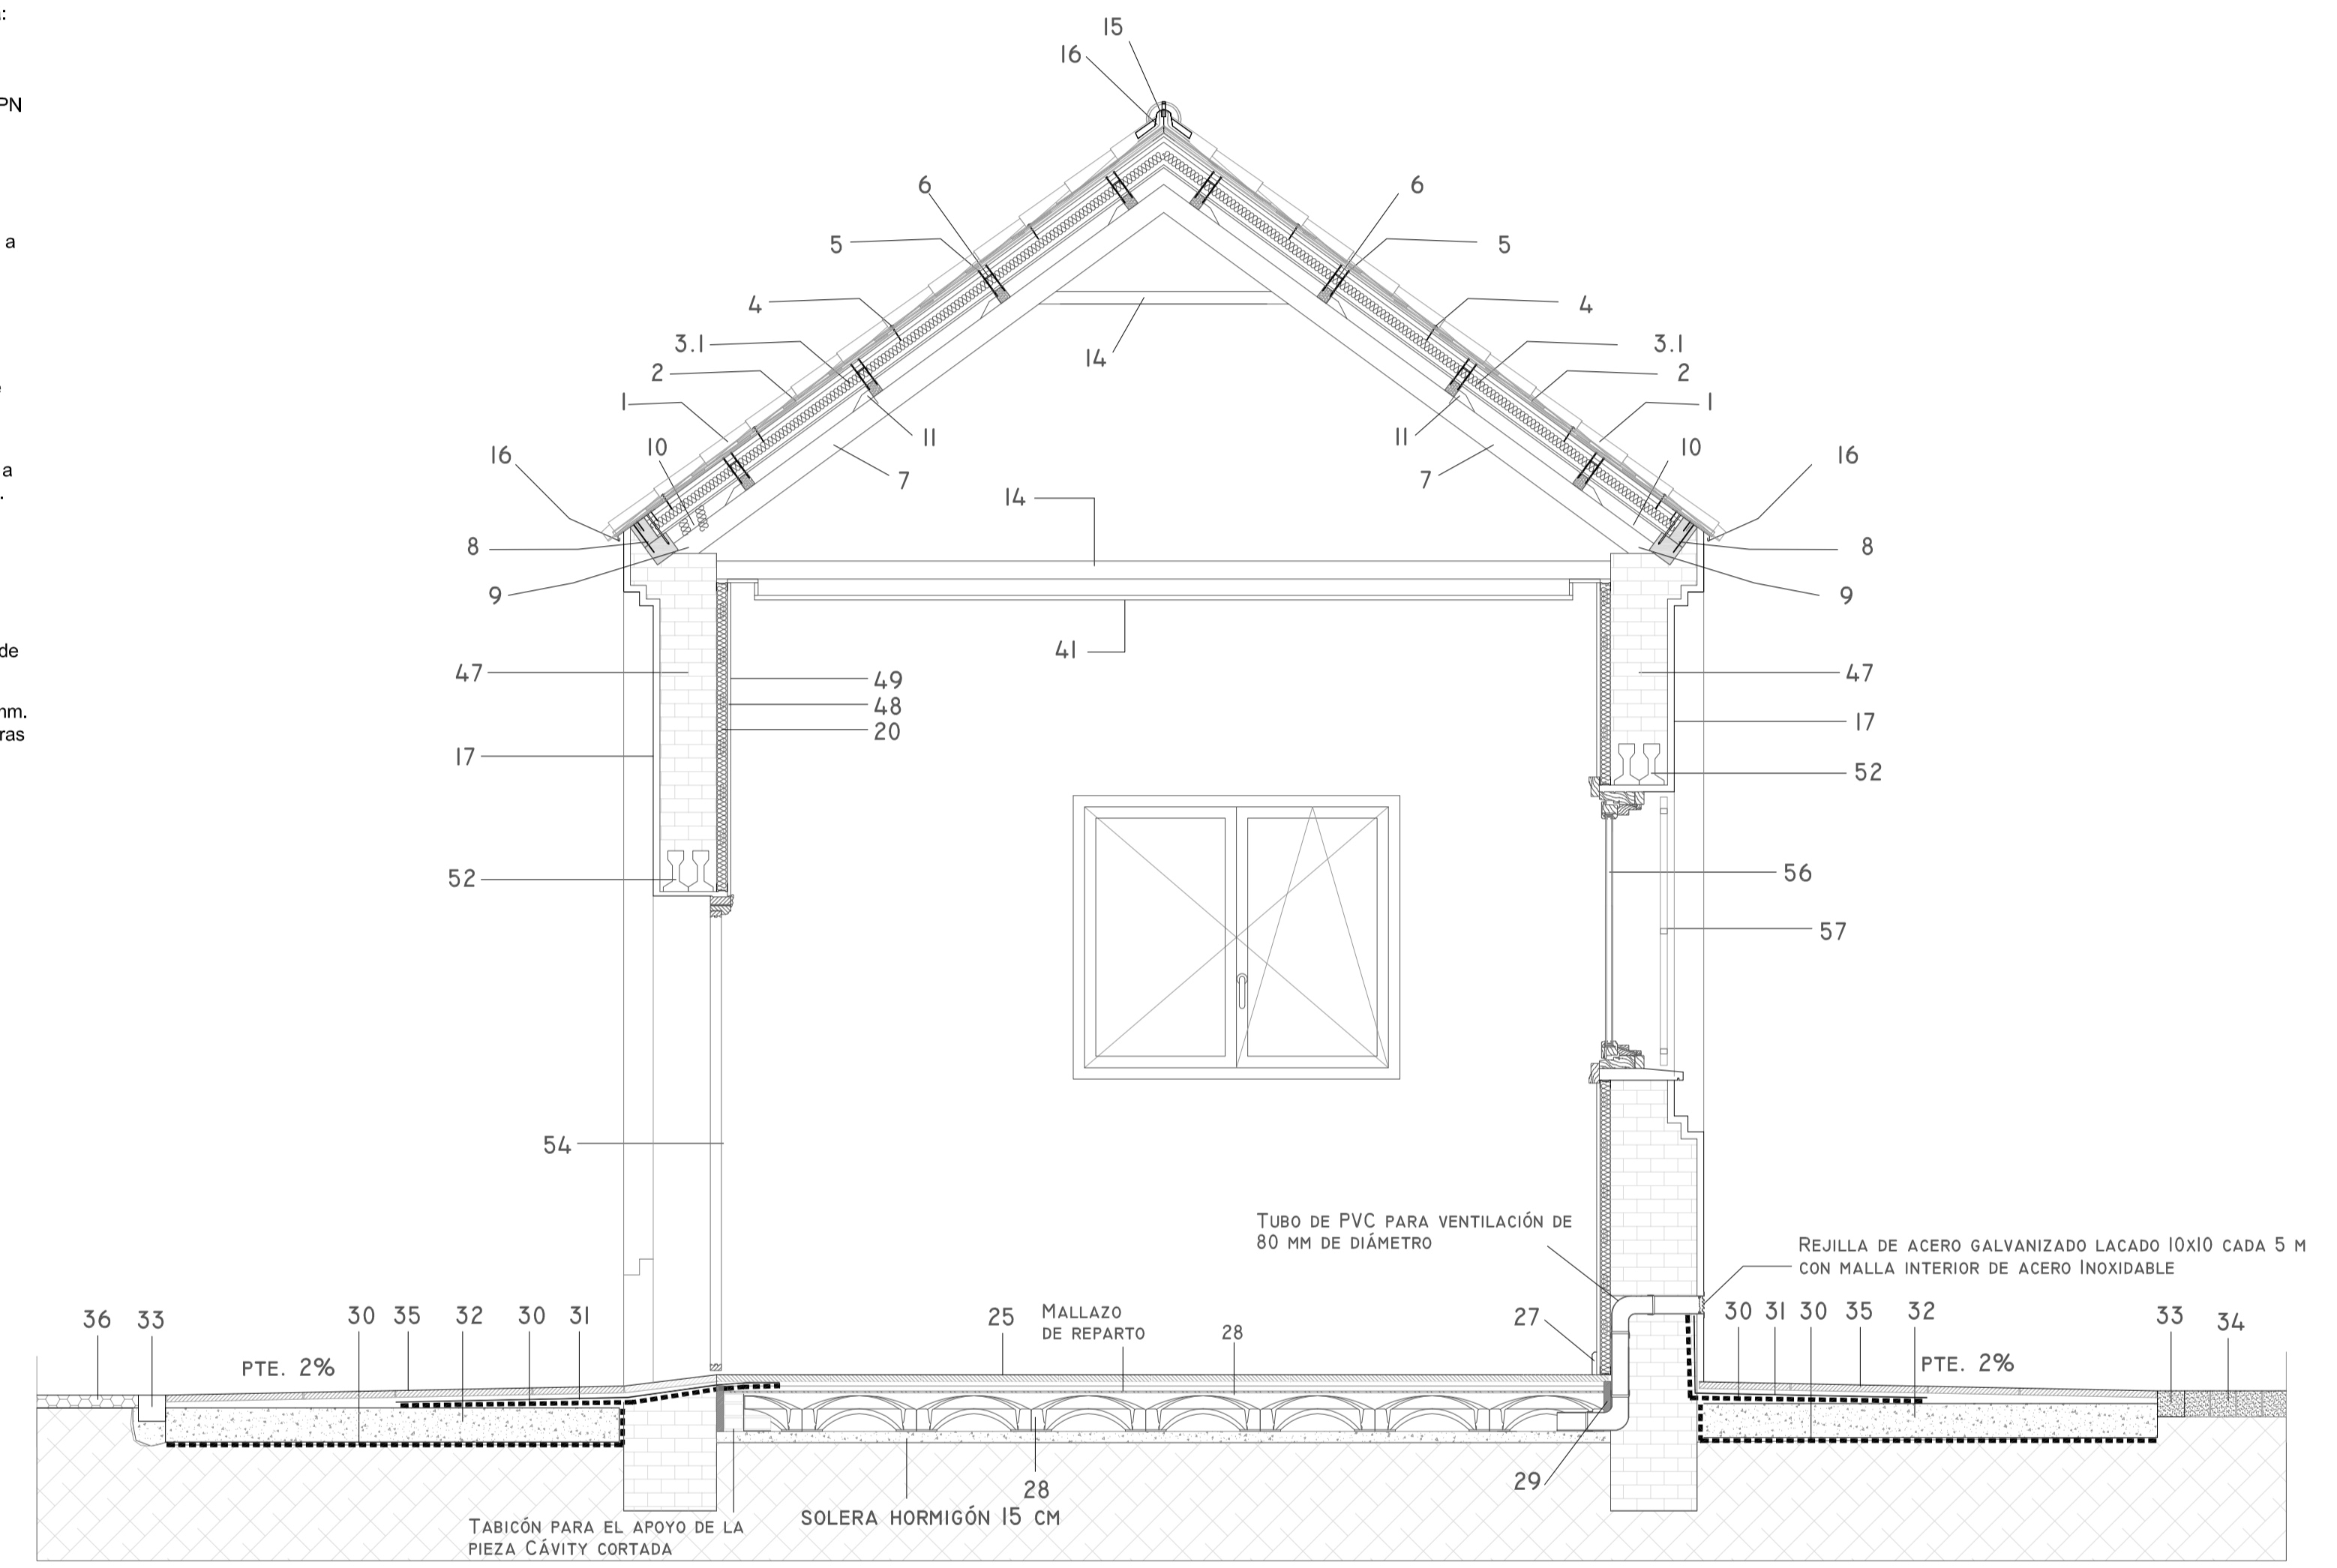 :
PN
a
a
.
de
mm.
ras
15
16
6
6
5
5
4
4
14
3.1
3.1
2
2
1
1
11
11
10
10
16
16
7
7
14
8
8
9
9
41
47
49
47
48
17
20
17
52
52
56
57
54
TUBO DE PVC PARA VENTILACIÓN DE
80 MM DE DIÁMETRO
REJILLA DE ACERO GALVANIZADO LACADO 10X10 CADA 5 M
CON MALLA INTERIOR DE ACERO INOXIDABLE
36 33 30 35 32 30 31
25
MALLAZO
DE REPARTO
28
27
30 31 30 35 32 33 34
PTE. 2%
PTE. 2%
28
29
SOLERA HORMIGÓN 15 CM
TABICÓN PARA EL APOYO DE LA
PIEZA CÁVITY CORTADA